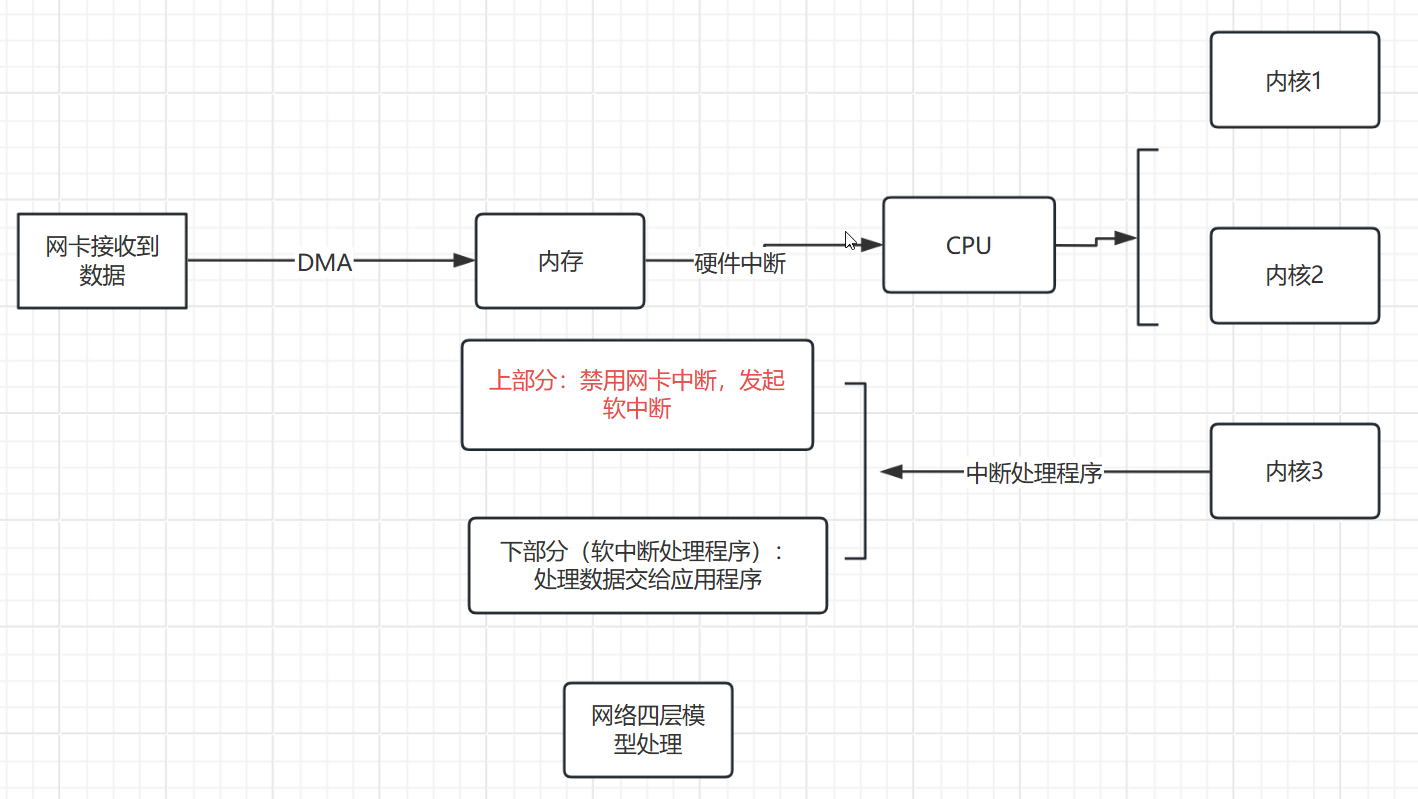 内核1
网卡接收到
数据
DMA
内存
硬件中断
CPU
内核2
上部分：禁用网卡中断，发起
软中断
中断处理程序
内核3
下部分（软中断处理程序）：
处理数据交给应用程序
网络四层模
型处理